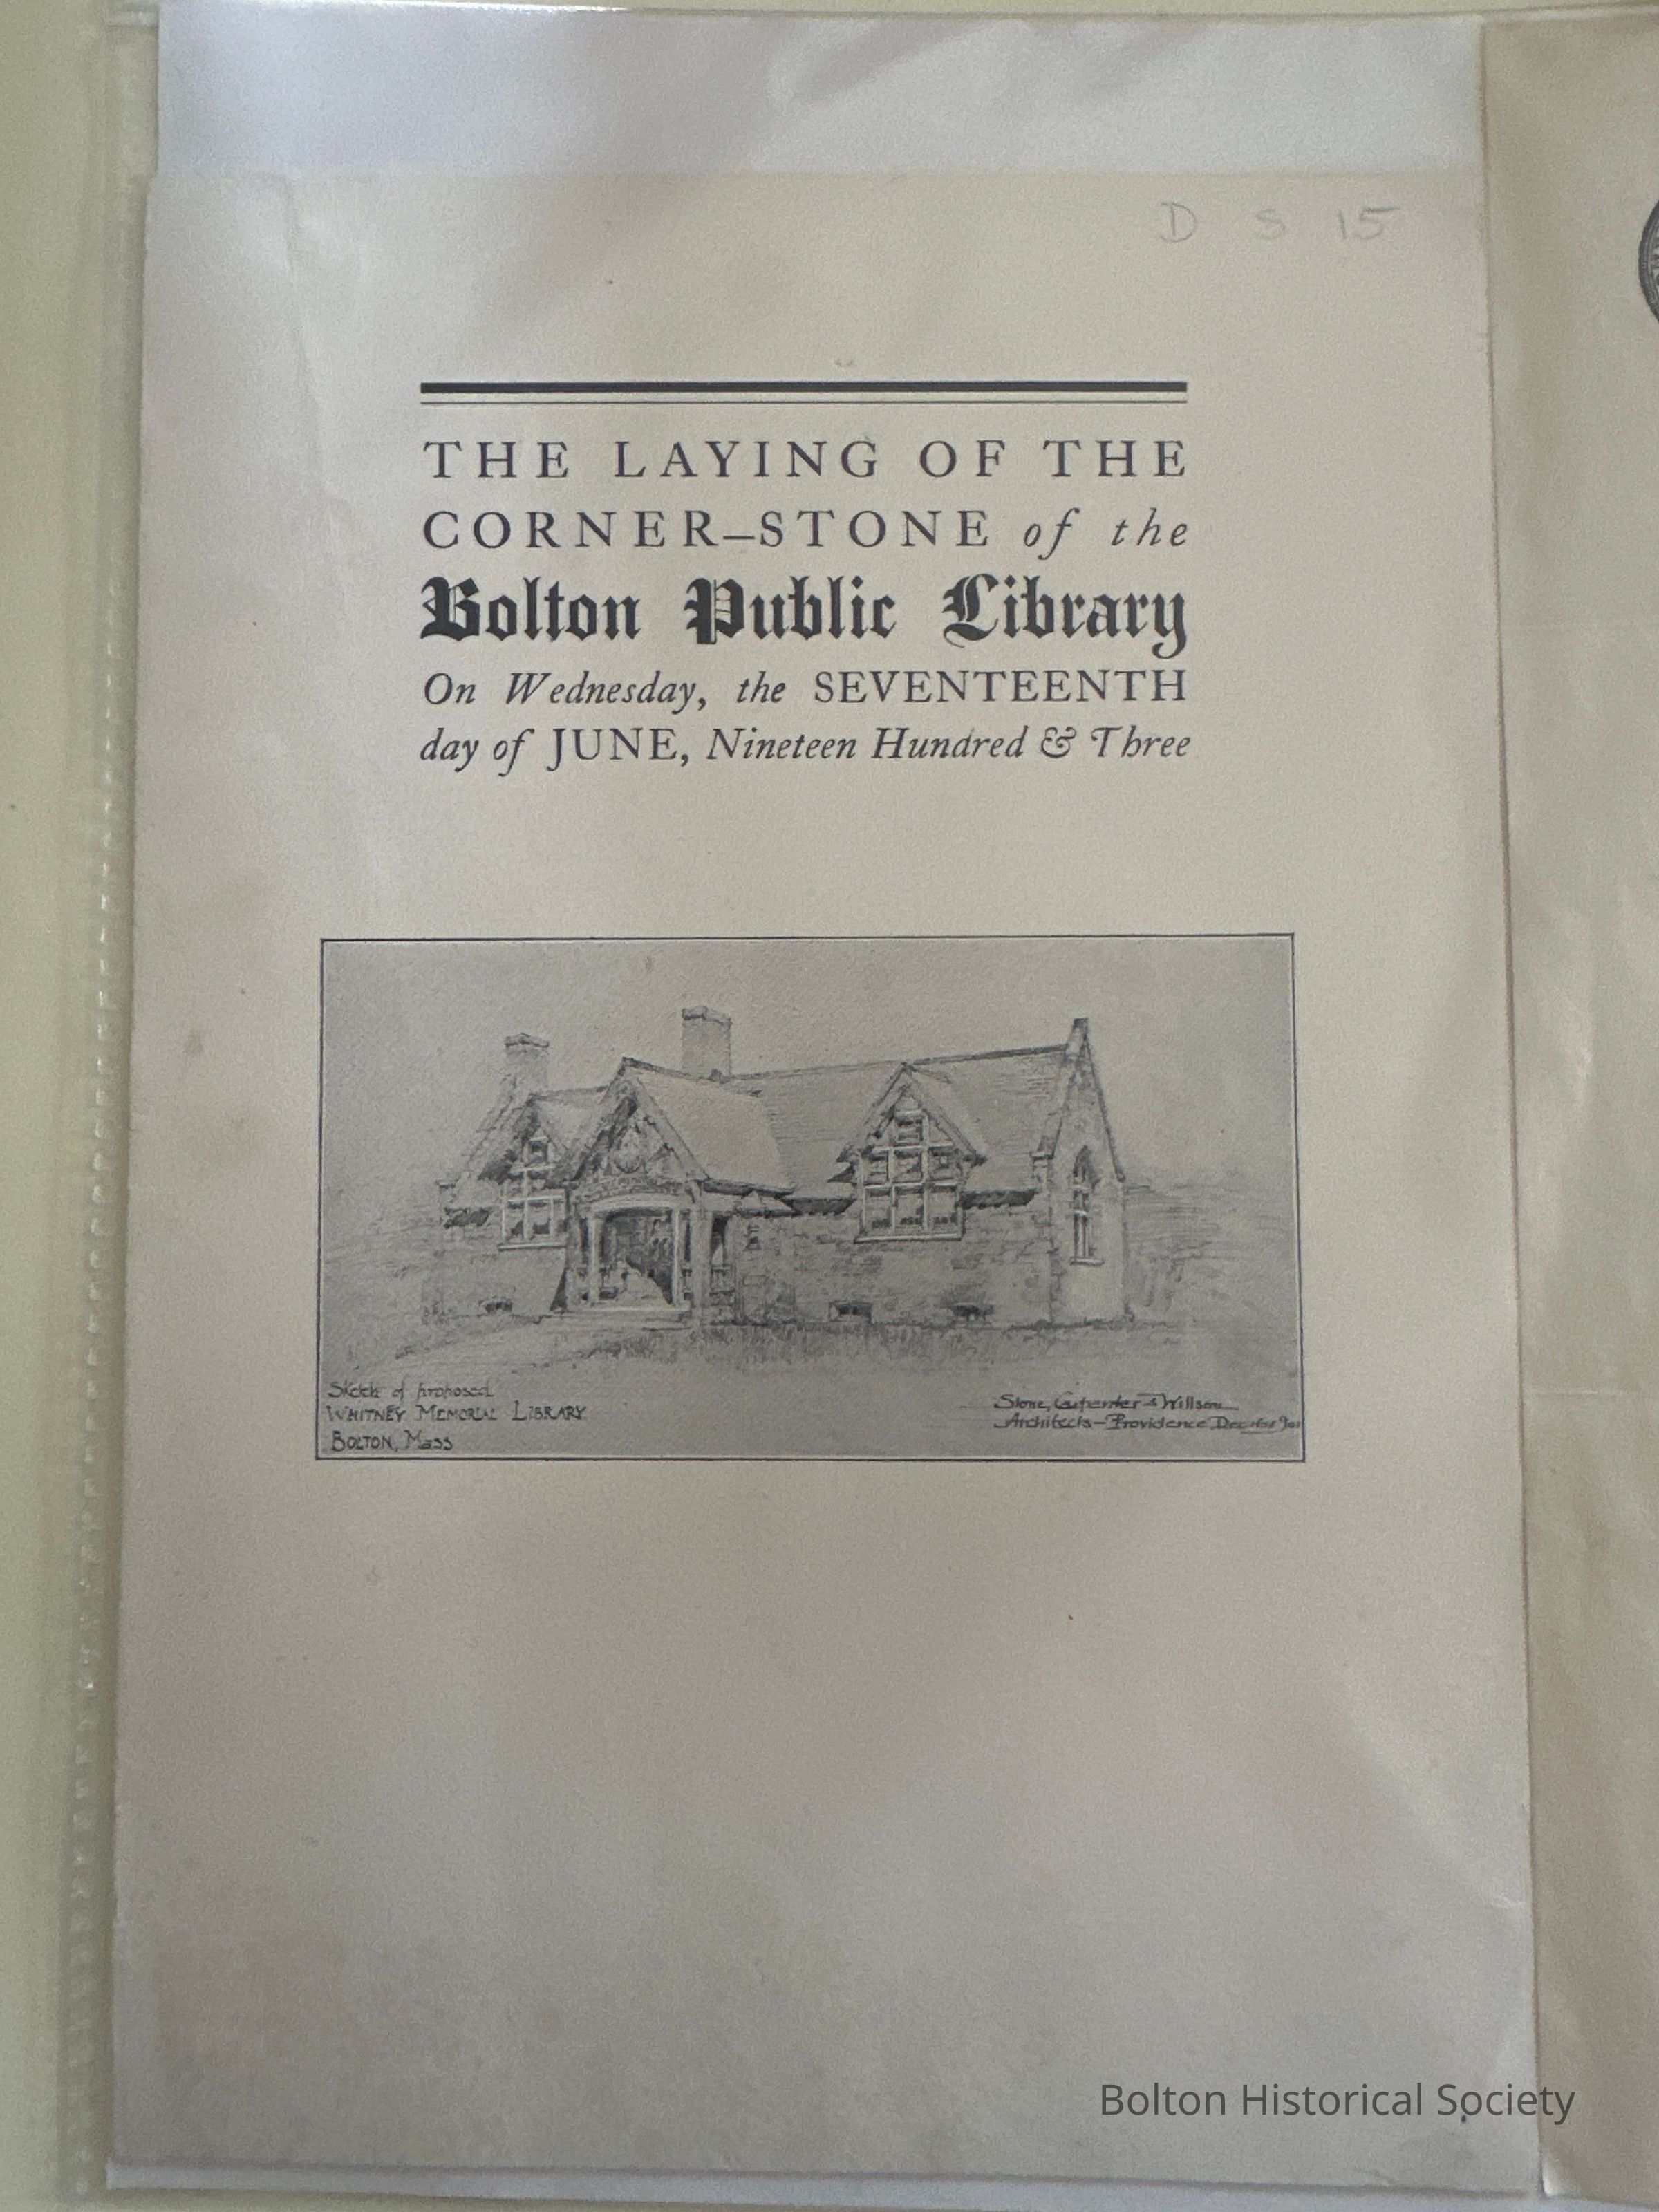 D S 15
THE LAYING OF THE
CORNER–STONE of the
Bolton Public Library
On Wednesday, the SEVENTEENTH
day of JUNE, Nineteen Hundred & Three
Sketch of proposed
WHITNEY MEMORIAL LIBRARY
BOLTON, MASS
Stone, Carpenter & Willson
Architects – Providence
Bolton Historical Society